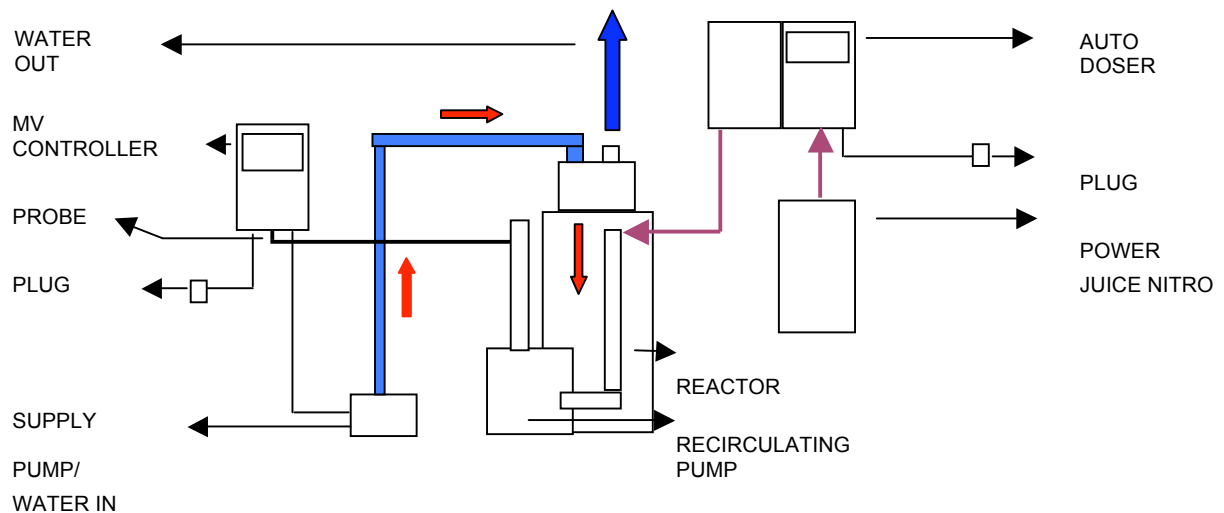 WATER
OUT
MV
CONTROLLER
PROBE
PLUG
SUPPLY
PUMP/
WATER IN
AUTO
DOSER
PLUG
POWER
JUICE NITRO
REACTOR
RECIRCULATING
PUMP